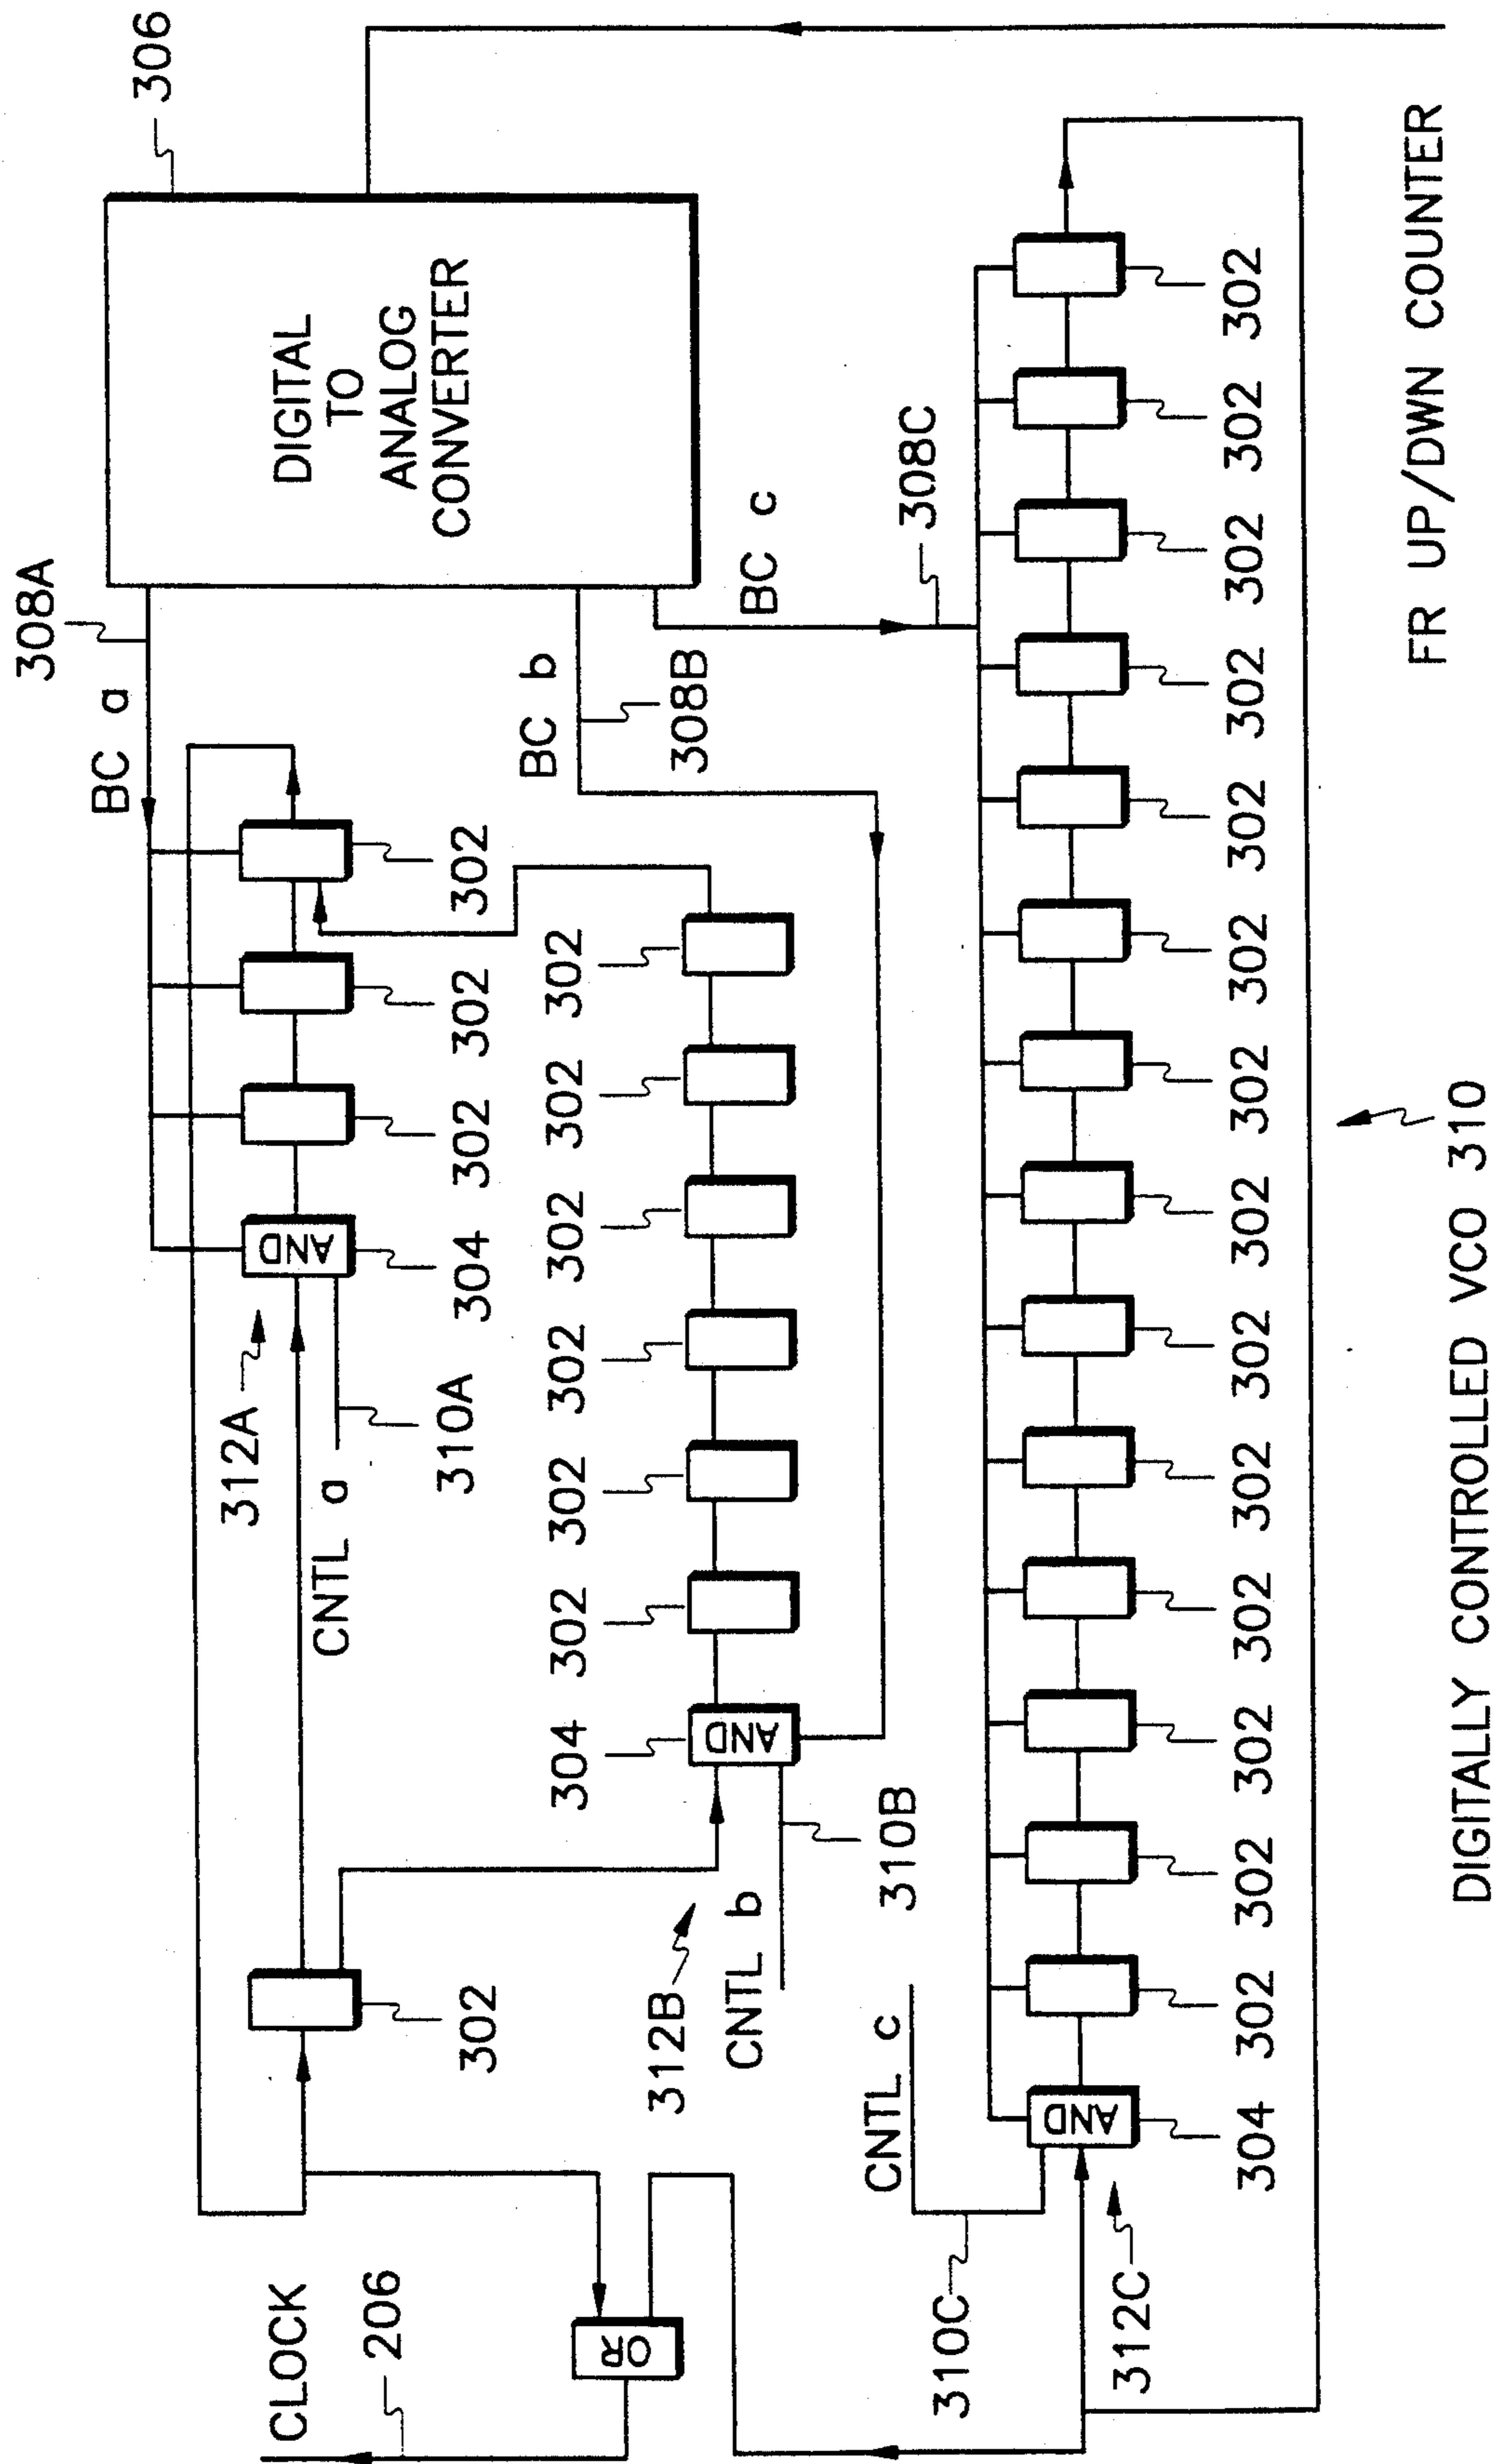 308A
BC a
306
312A
CLOCK
DIGITAL
TO
ANALOG
CONVERTER
CNTL a
206
AND
310A
302
304 302 302 302
BC b
304 302 302 302 302 302 302
OR
312B
308B
AND
CNTL b
BC c
CNTL c
310B
308C
310C
AND
312C
304 302 302 302 302 302 302 302 302 302 302 302 302 302 302
FR UP/DWN COUNTER
DIGITALLY CONTROLLED VCO 310